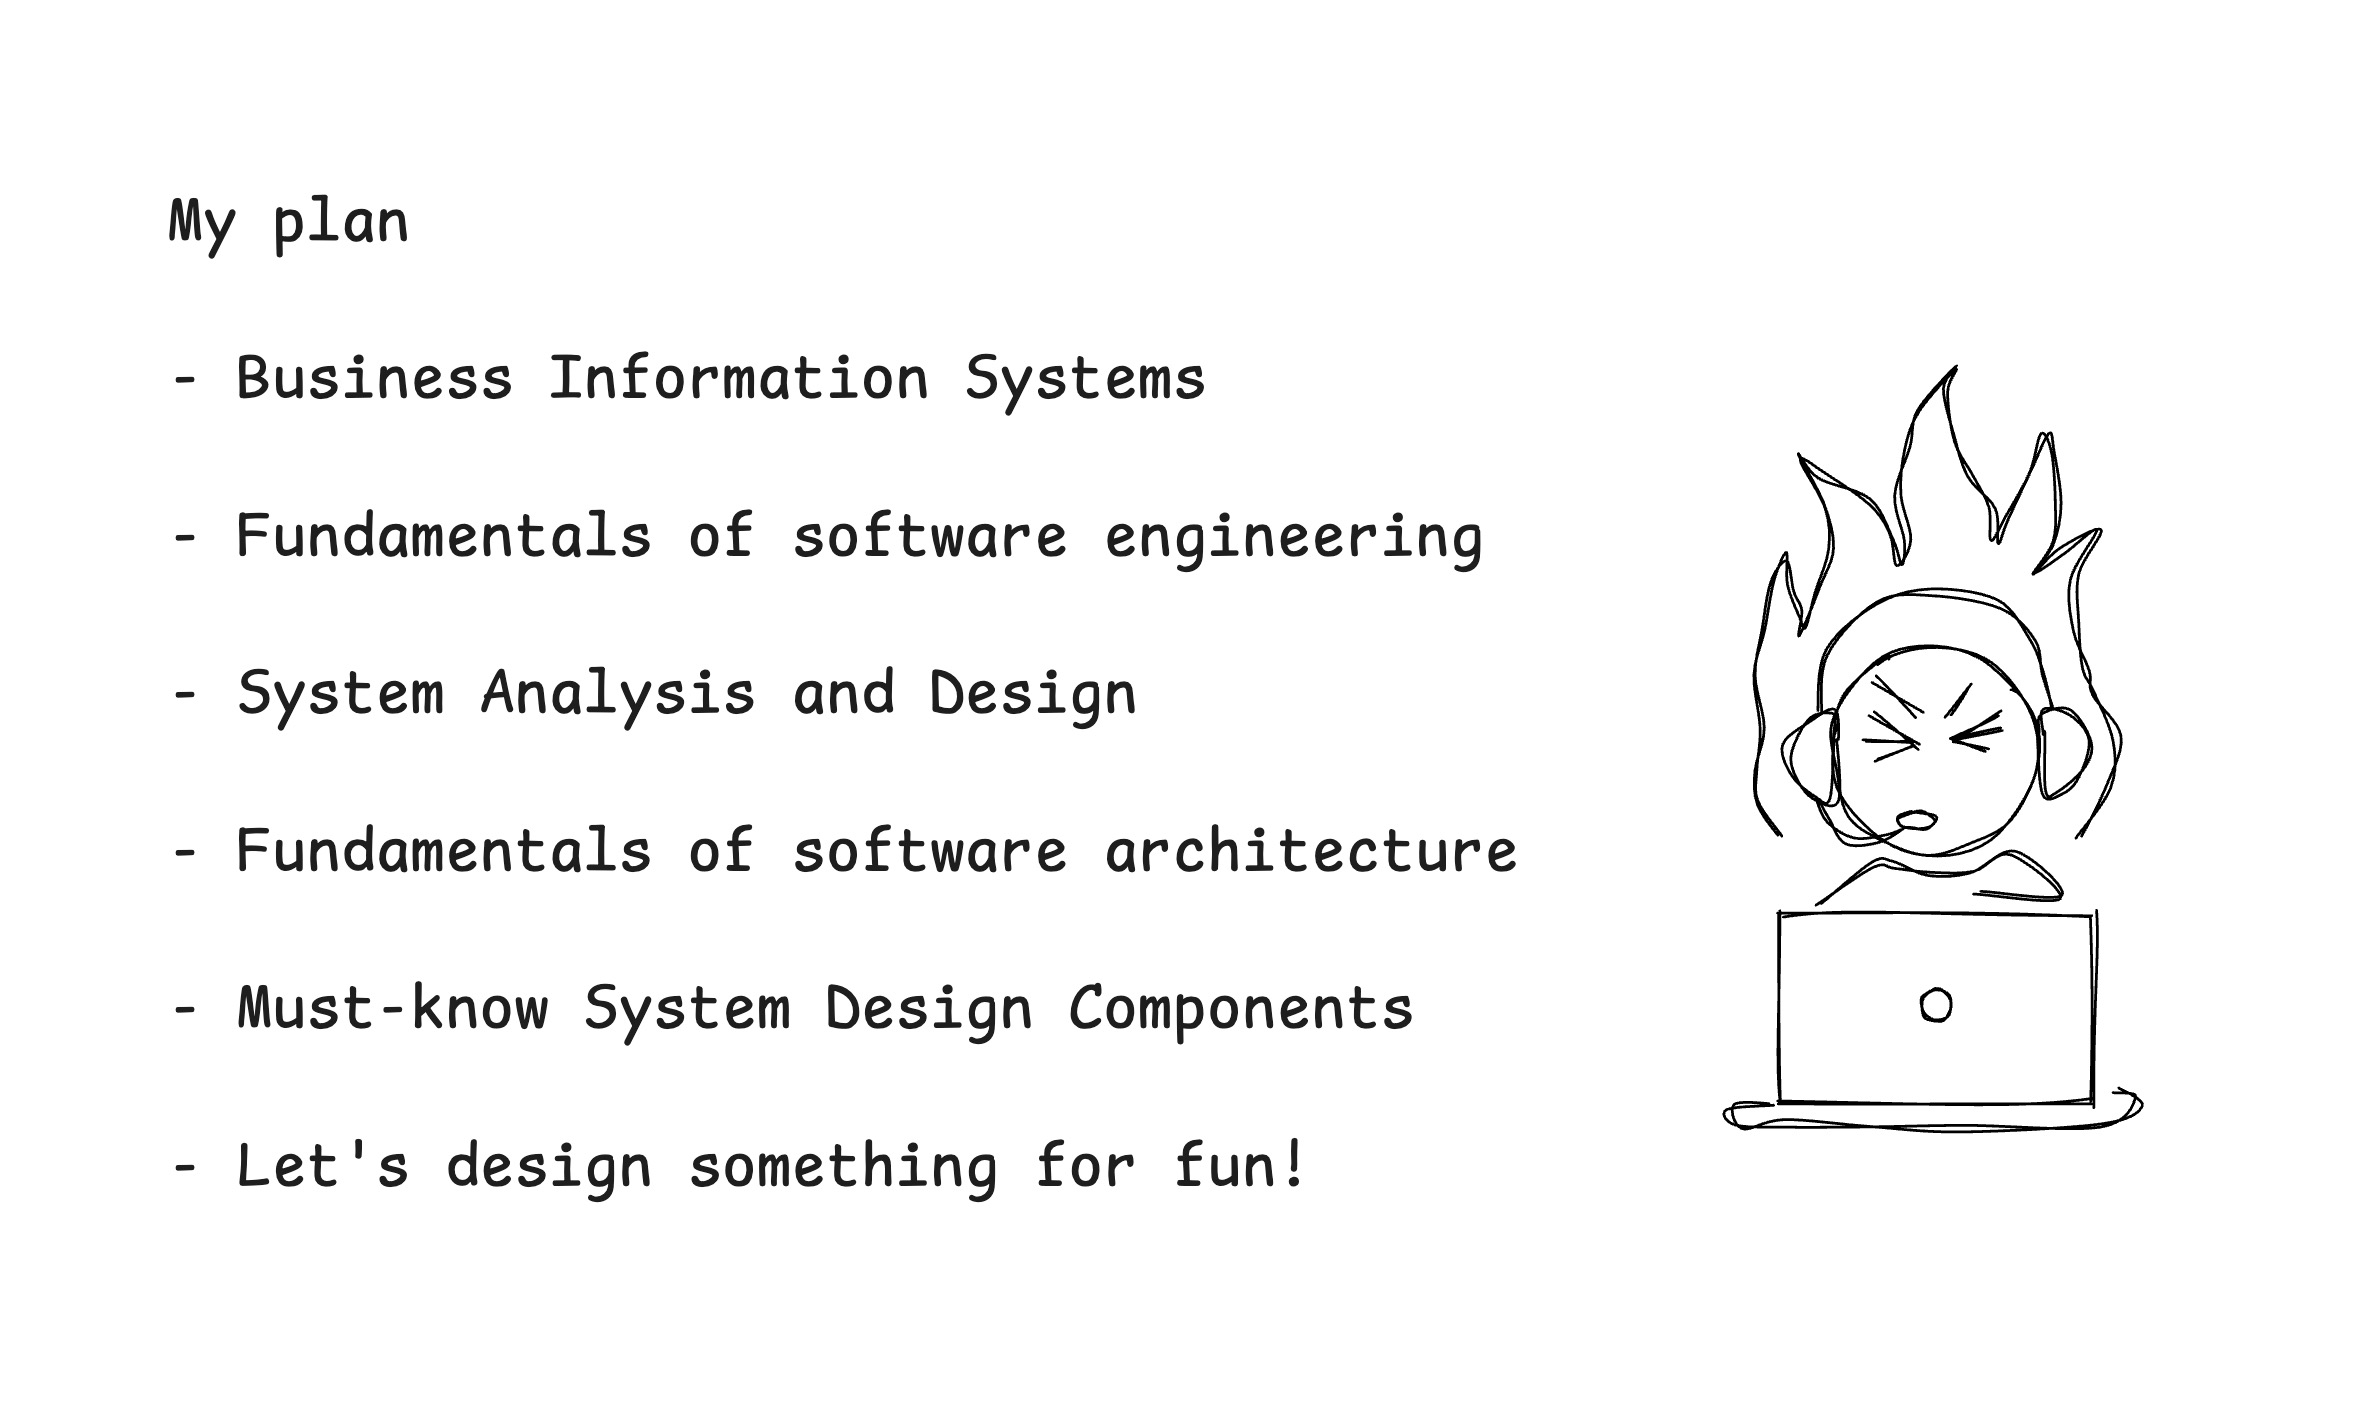 My plan
- Business Information Systems
- Fundamentals of software engineering
- System Analysis and Design
- Fundamentals of software architecture
- Must-know System Design Components
- Let's design something for fun!